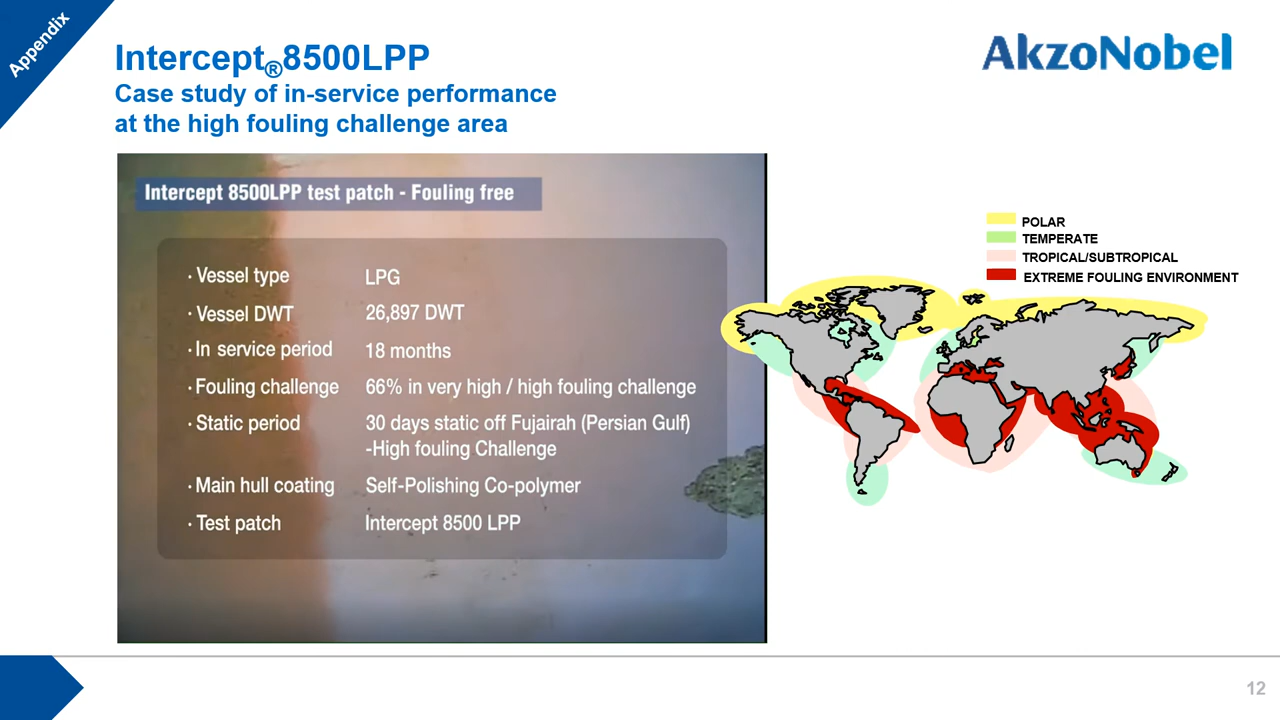 Appendix
Intercept®8500LPP
Case study of in-service performance
at the high fouling challenge area
AkzoNobel
Intercept 8500LPP test patch - Fouling free
· Vessel type LPG
· Vessel DWT 26,897 DWT
· In service period 18 months
· Fouling challenge 66% in very high / high fouling challenge
· Static period 30 days static off Fujairah (Persian Gulf)
-High fouling Challenge
· Main hull coating Self-Polishing Co-polymer
· Test patch Intercept 8500 LPP
POLAR
TEMPERATE
TROPICAL/SUBTROPICAL
EXTREME FOULING ENVIRONMENT
12